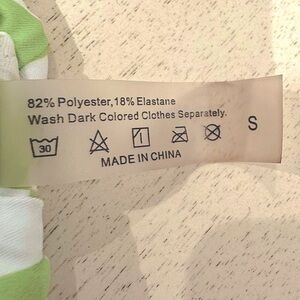 82% Polyester,18% Elastane
Wash Dark Colored Clothes Separately.
30
S
MADE IN CHINA